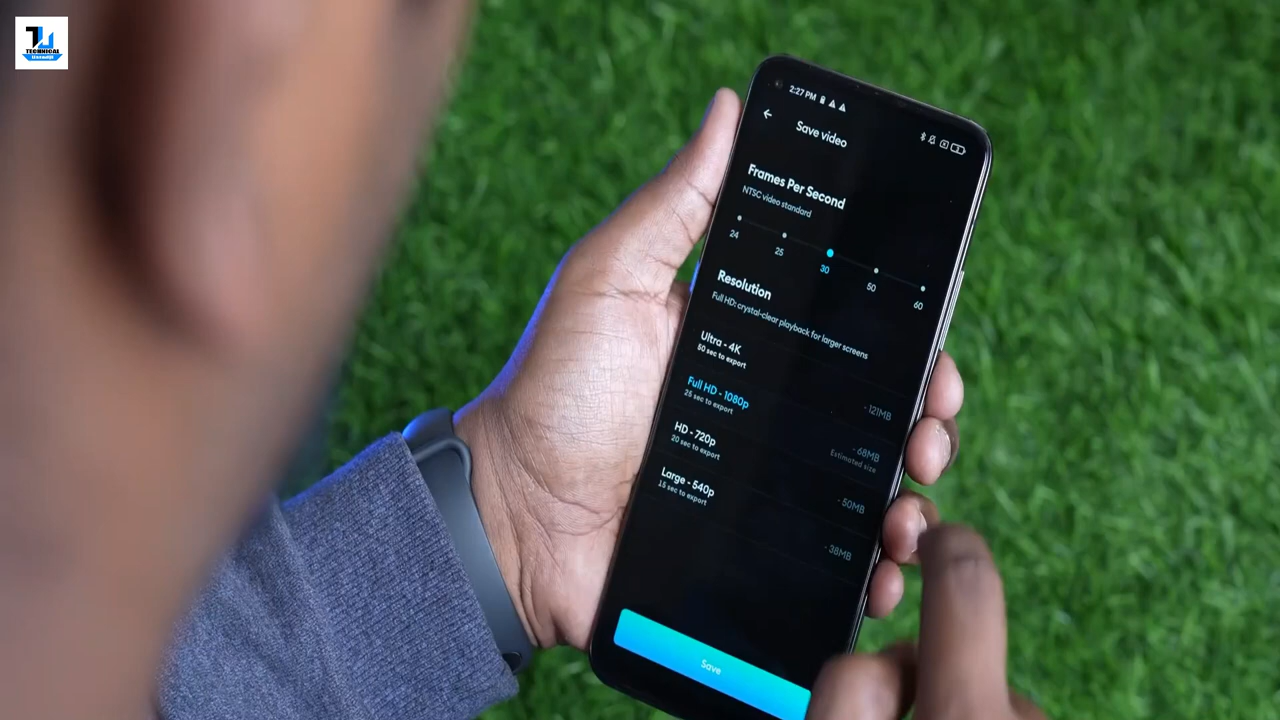 TECHNICAL
2:27 PM
Save video
Frames Per Second
NTSC video standard
24 25 30 50 60
Resolution
Full HD: crystal-clear playback for larger screens
Ultra - 4K
50 sec to export
- 121MB
Full HD - 1080p
25 sec to export
- 68MB
Estimated size
HD - 720p
20 sec to export
- 50MB
Large - 540p
15 sec to export
- 38MB
Save